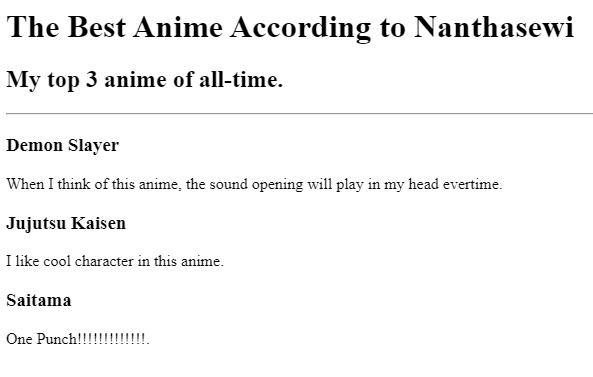 The Best Anime According to Nanthasewi
My top 3 anime of all-time.
Demon Slayer
When I think of this anime, the sound opening will play in my head evertime.
Jujutsu Kaisen
I like cool character in this anime.
Saitama
One Punch!!!!!!!!!!!!!.